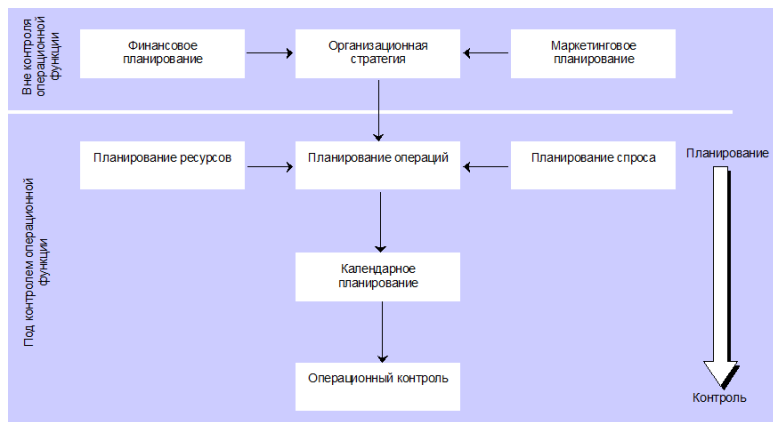 Вне контроля
операционной
функции
Финансовое
планирование
Организационная
стратегия
Маркетинговое
планирование
Под контролем операционной
функции
Планирование ресурсов
Планирование операций
Планирование спроса
Планирование
Календарное
планирование
Операционный контроль
Контроль